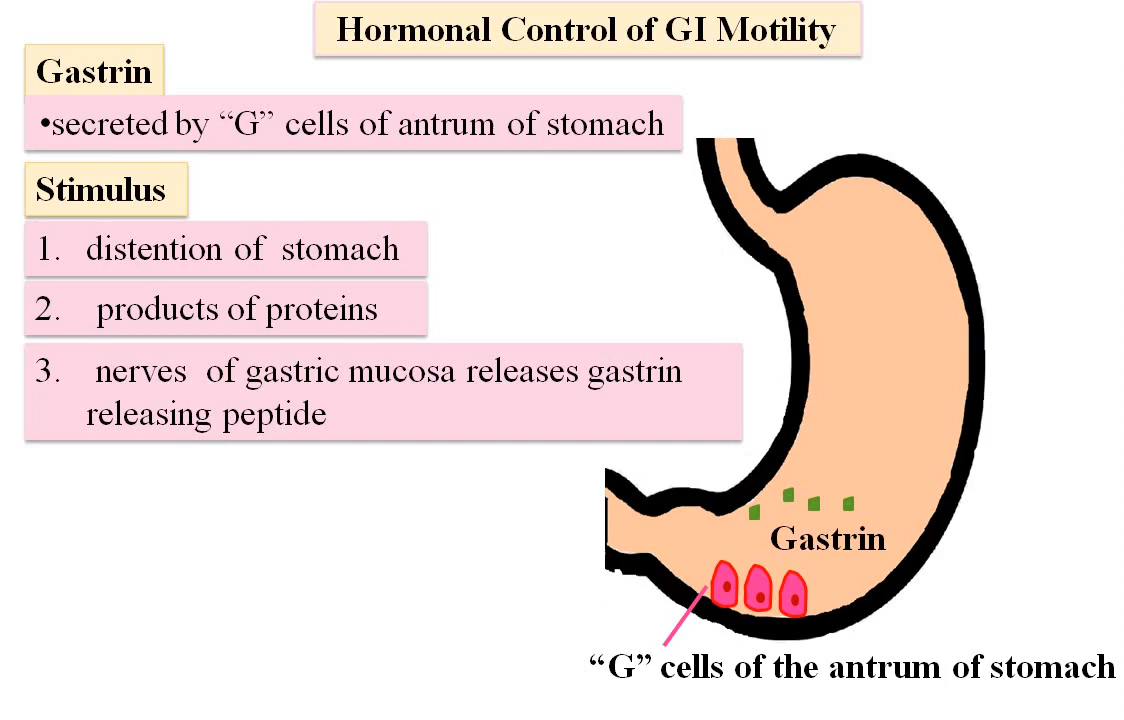 Hormonal Control of GI Motility
Gastrin
•secreted by “G” cells of antrum of stomach
Stimulus
1. distention of stomach
2. products of proteins
3. nerves of gastric mucosa releases gastrin
releasing peptide
Gastrin
“G” cells of the antrum of stomach